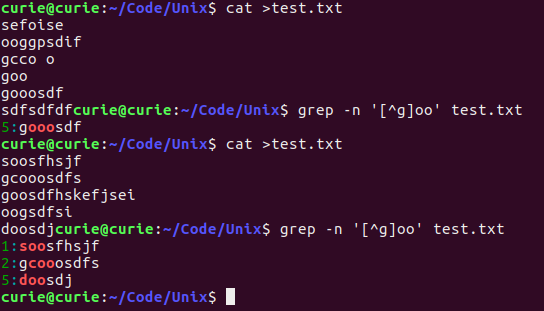 curie@curie:~/Code/Unix$ cat >test.txt
sefoise
ooggpsdif
gcco o
goo
gooosdf
sdfsdfdfcurie@curie:~/Code/Unix$ grep -n '[^g]oo' test.txt
5:gooosdf
curie@curie:~/Code/Unix$ cat >test.txt
soosfhsjf
gcooosdfs
goosdfhskefjsei
oogsdfsi
doosdjcurie@curie:~/Code/Unix$ grep -n '[^g]oo' test.txt
1:soosfhsjf
2:gcooosdfs
5:doosdj
curie@curie:~/Code/Unix$